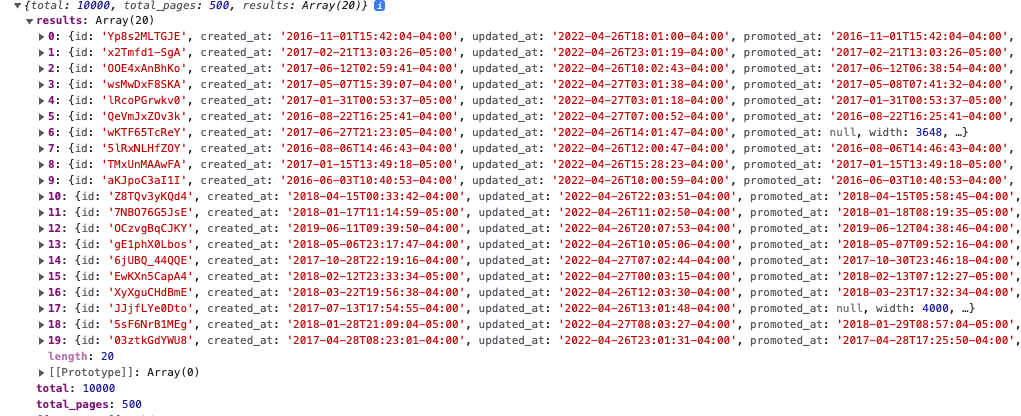 {total: 10000, total_pages: 500, results: Array(20)} i
results: Array(20)
0: {id: 'Yp8s2MLTGJE', created_at: '2016-11-01T15:42:04-04:00', updated_at: '2022-04-26T18:01:00-04:00', promoted_at: '2016-11-01T15:42:04-04:00',
1: {id: 'x2Tmfd1-SgA', created_at: '2017-02-21T13:03:26-05:00', updated_at: '2022-04-26T23:01:19-04:00', promoted_at: '2017-02-21T13:03:26-05:00',
2: {id: 'OOE4xAnBhKo', created_at: '2017-06-12T02:59:41-04:00', updated_at: '2022-04-26T10:02:43-04:00', promoted_at: '2017-06-12T06:38:54-04:00',
3: {id: 'wsMwDxF8SKA', created_at: '2017-05-07T15:39:07-04:00', updated_at: '2022-04-27T03:01:38-04:00', promoted_at: '2017-05-08T07:41:32-04:00',
4: {id: 'lRcoPGrwkv0', created_at: '2017-01-31T00:53:37-05:00', updated_at: '2022-04-27T03:01:18-04:00', promoted_at: '2017-01-31T00:53:37-05:00',
5: {id: 'QeVmJxZOv3k', created_at: '2016-08-22T16:25:41-04:00', updated_at: '2022-04-27T07:00:52-04:00', promoted_at: '2016-08-22T16:25:41-04:00',
6: {id: 'wKTF65TcReY', created_at: '2017-06-27T21:23:05-04:00', updated_at: '2022-04-26T14:01:47-04:00', promoted_at: null, width: 3648, …}
7: {id: '5lRxNLHfZOY', created_at: '2016-08-06T14:46:43-04:00', updated_at: '2022-04-26T12:00:47-04:00', promoted_at: '2016-08-06T14:46:43-04:00',
8: {id: 'TMxUnMAAwFA', created_at: '2017-01-15T13:49:18-05:00', updated_at: '2022-04-26T15:28:23-04:00', promoted_at: '2017-01-15T13:49:18-05:00',
9: {id: 'aKJpoC3aI1I', created_at: '2016-06-03T10:40:53-04:00', updated_at: '2022-04-26T10:00:59-04:00', promoted_at: '2016-06-03T10:40:53-04:00',
10: {id: 'Z8TQv3yKQd4', created_at: '2018-04-15T00:33:42-04:00', updated_at: '2022-04-26T22:03:51-04:00', promoted_at: '2018-04-15T05:58:45-04:00',
11: {id: '7NBO76G5JsE', created_at: '2018-01-17T11:14:59-05:00', updated_at: '2022-04-26T11:02:50-04:00', promoted_at: '2018-01-18T08:19:35-05:00',
12: {id: 'OCzvgBqCJKY', created_at: '2019-06-11T09:39:50-04:00', updated_at: '2022-04-26T20:07:53-04:00', promoted_at: '2019-06-12T04:38:46-04:00',
13: {id: 'gE1phX0Lbos', created_at: '2018-05-06T23:17:47-04:00', updated_at: '2022-04-26T10:05:06-04:00', promoted_at: '2018-05-07T09:52:16-04:00',
14: {id: '6jUBQ_44QQE', created_at: '2017-10-28T22:19:16-04:00', updated_at: '2022-04-27T07:02:44-04:00', promoted_at: '2017-10-30T23:46:18-04:00',
15: {id: 'EwKXn5CapA4', created_at: '2018-02-12T23:33:34-05:00', updated_at: '2022-04-27T00:03:15-04:00', promoted_at: '2018-02-13T07:12:27-05:00',
16: {id: 'XyXguCHdBmE', created_at: '2018-03-22T19:56:38-04:00', updated_at: '2022-04-26T12:03:30-04:00', promoted_at: '2018-03-23T17:32:34-04:00',
17: {id: 'JJjfLYe0Dto', created_at: '2017-07-13T17:54:55-04:00', updated_at: '2022-04-26T13:01:48-04:00', promoted_at: null, width: 4000, …}
18: {id: '5sF6NrB1MEg', created_at: '2018-01-28T21:09:04-05:00', updated_at: '2022-04-27T08:03:27-04:00', promoted_at: '2018-01-29T08:57:04-05:00',
19: {id: '03ztkGdYWU8', created_at: '2017-04-28T08:23:01-04:00', updated_at: '2022-04-26T23:01:31-04:00', promoted_at: '2017-04-28T17:25:50-04:00',
length: 20
[[Prototype]]: Array(0)
total: 10000
total_pages: 500